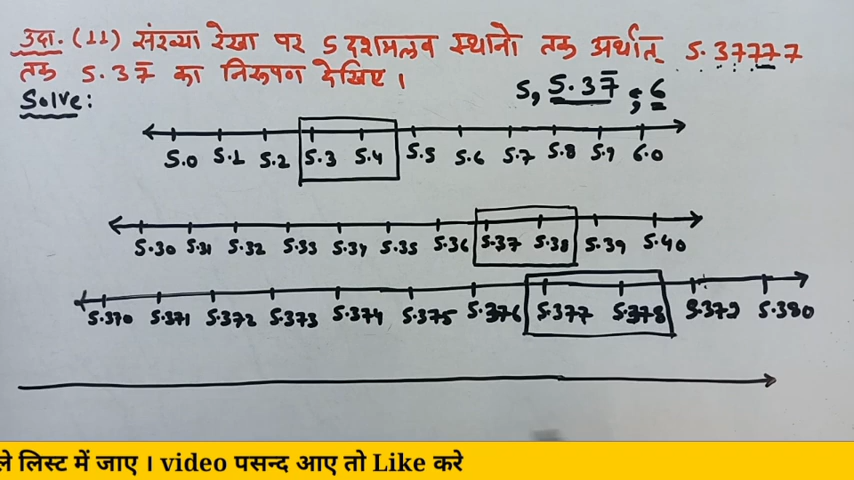 उदा. (11) संख्या रेखा पर 5 दशमलव स्थानो तक अर्थात् 5.37777
तक 5.37̅ का निरूपण देखिए ।
Solve:
5, 5.37̅ ; 6
5.0 5.1 5.2 5.3 5.4 5.5 5.6 5.7 5.8 5.9 6.0
5.30 5.31 5.32 5.33 5.34 5.35 5.36 5.37 5.38 5.39 5.40
5.370 5.371 5.372 5.373 5.374 5.375 5.376 5.377 5.378 5.379 5.380
ले लिस्ट में जाए । video पसन्द आए तो Like करे